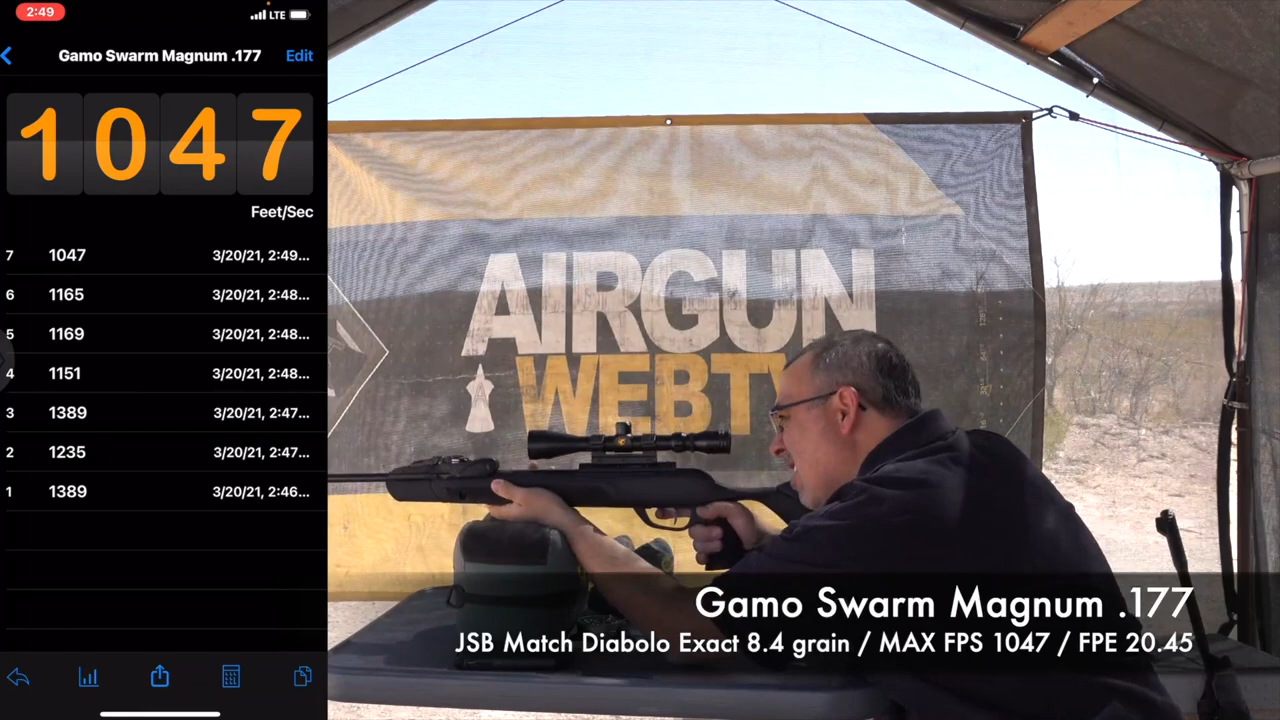 2:49
LTE
Gamo Swarm Magnum .177
Edit
1047
Feet/Sec
7 1047 3/20/21, 2:49...
6 1165 3/20/21, 2:48...
5 1169 3/20/21, 2:48...
4 1151 3/20/21, 2:48...
3 1389 3/20/21, 2:47...
2 1235 3/20/21, 2:47...
1 1389 3/20/21, 2:46...
AIRGUN
WEBTV
Gamo Swarm Magnum .177
JSB Match Diabolo Exact 8.4 grain / MAX FPS 1047 / FPE 20.45